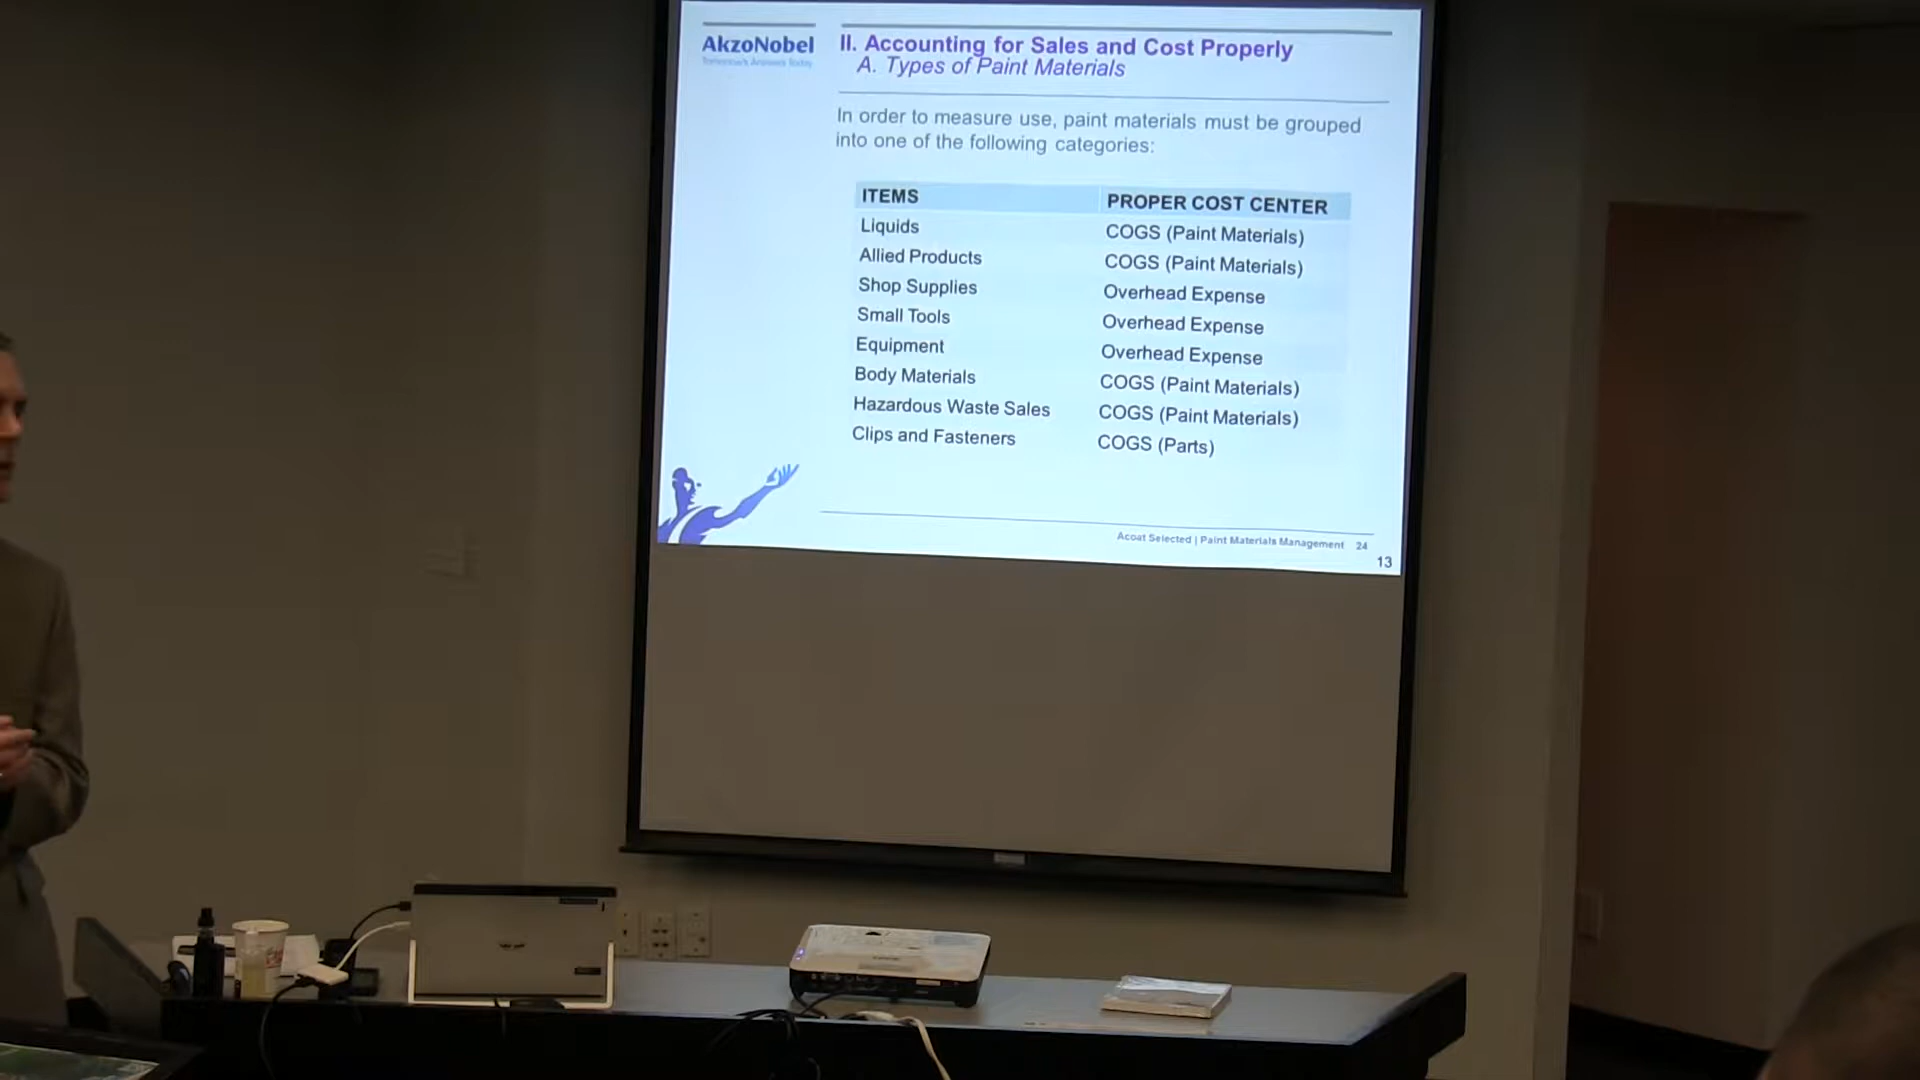 AkzoNobel
Tomorrow's Answers Today
II. Accounting for Sales and Cost Properly
A. Types of Paint Materials
In order to measure use, paint materials must be grouped
into one of the following categories:
ITEMS PROPER COST CENTER
Liquids COGS (Paint Materials)
Allied Products COGS (Paint Materials)
Shop Supplies Overhead Expense
Small Tools Overhead Expense
Equipment Overhead Expense
Body Materials COGS (Paint Materials)
Hazardous Waste Sales COGS (Paint Materials)
Clips and Fasteners COGS (Parts)
Acoat Selected | Paint Materials Management 24
13